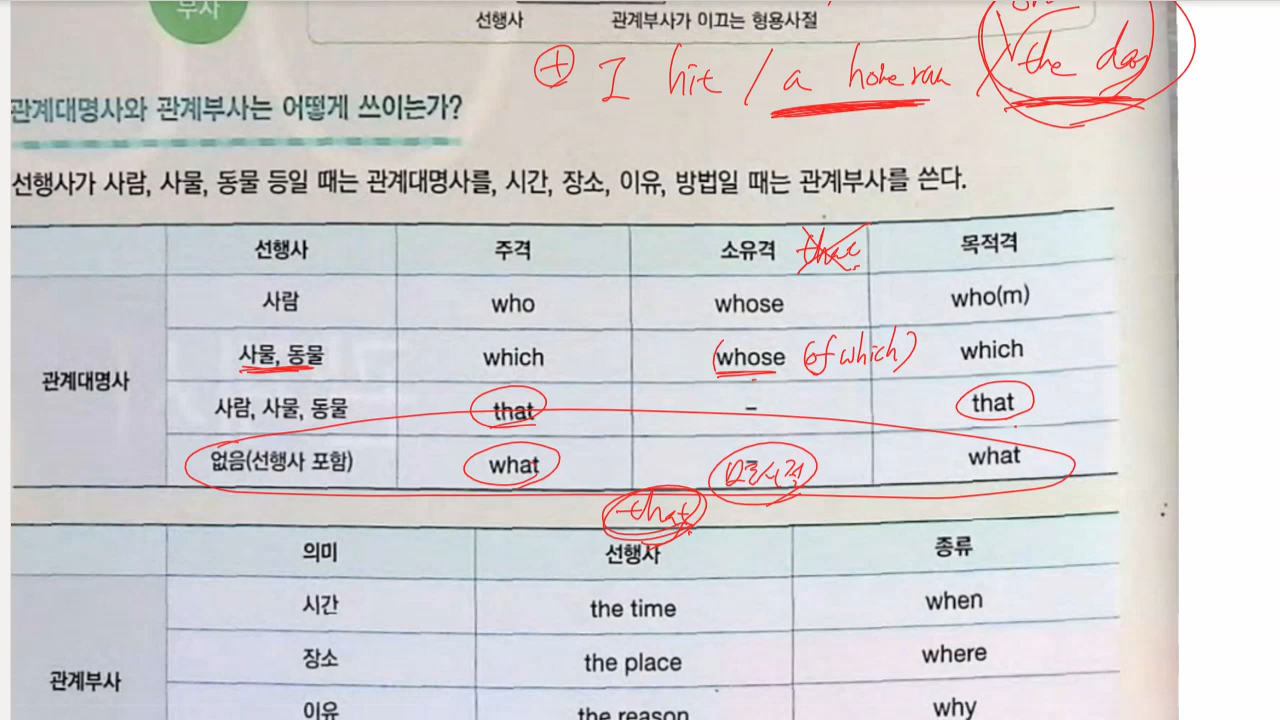 부사
선행사 관계부사가 이끄는 형용사절
⊕ I hit / a home run / the day
관계대명사와 관계부사는 어떻게 쓰이는가?
선행사가 사람, 사물, 동물 등일 때는 관계대명사를, 시간, 장소, 이유, 방법일 때는 관계부사를 쓴다.
선행사 주격 소유격 that 목적격
사람 who whose who(m)
사물, 동물 which (whose of which) which
관계대명사
사람, 사물, 동물 that – that
없음(선행사 포함) what what
that
의미 선행사 종류
시간 the time when
장소 the place where
관계부사
이유 the reason why